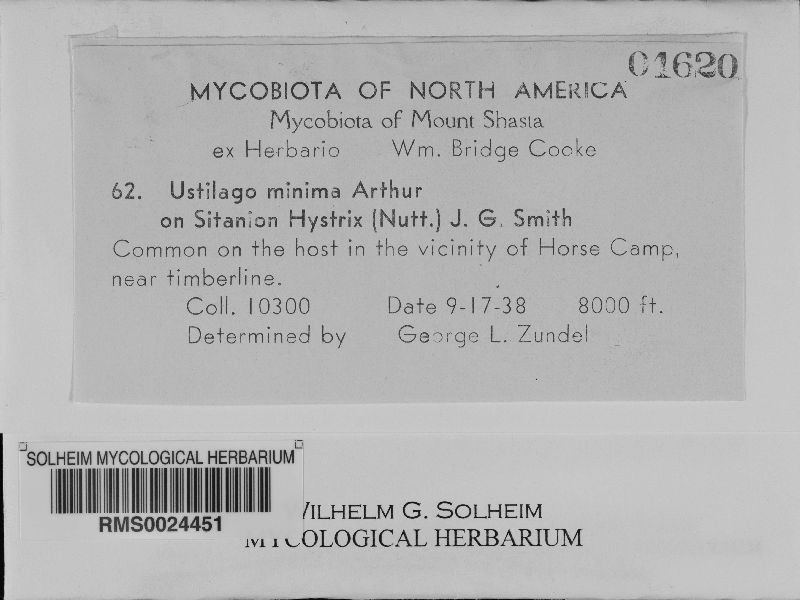 01620
MYCOBIOTA OF NORTH AMERICA
Mycobiota of Mount Shasta
ex Herbario Wm. Bridge Cooke
62. Ustilago minima Arthur
on Sitanion Hystrix (Nutt.) J. G. Smith
Common on the host in the vicinity of Horse Camp,
near timberline.
Coll. 10300 Date 9-17-38 8000 ft.
Determined by George L. Zundel
SOLHEIM MYCOLOGICAL HERBARIUM
RMS0024451
WILHELM G. SOLHEIM
MYCOLOGICAL HERBARIUM